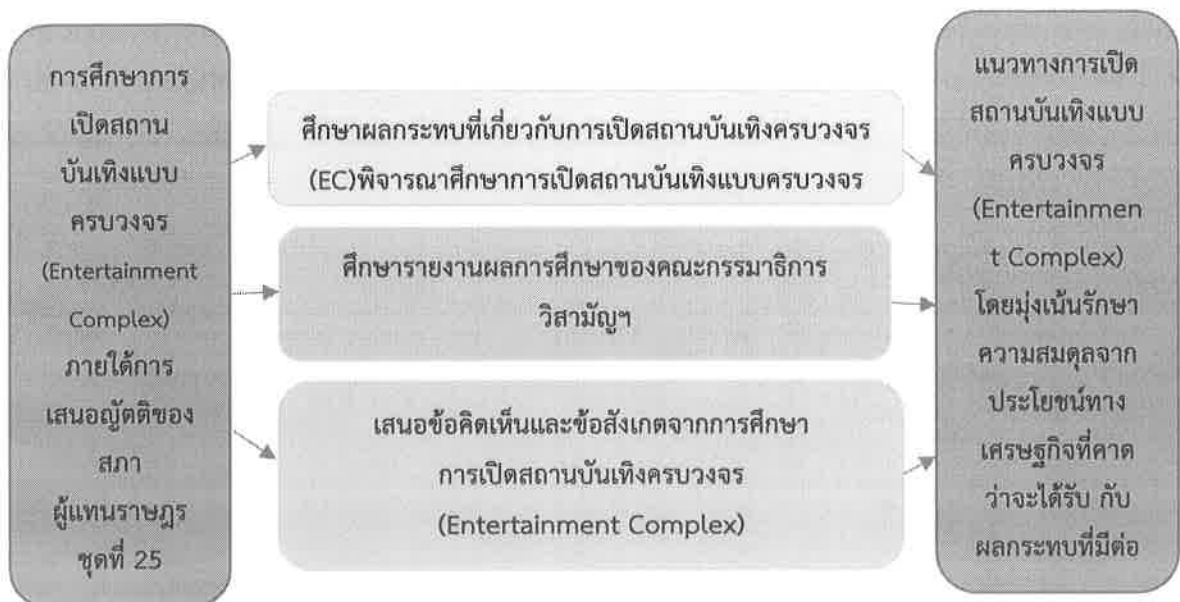 การศึกษาการ
เปิดสถาน
บันเทิงแบบ
ครบวงจร
(Entertainment
Complex)
ภายใต้การ
เสนอญัตติของ
สภา
ผู้แทนราษฎร
ชุดที่ 25
ศึกษาผลกระทบที่เกี่ยวกับการเปิดสถานบันเทิงครบวงจร
(EC)พิจารณาศึกษาการเปิดสถานบันเทิงแบบครบวงจร
ศึกษารายงานผลการศึกษาของคณะกรรมาธิการ
วิสามัญฯ
เสนอข้อคิดเห็นและข้อสังเกตจากการศึกษา
การเปิดสถานบันเทิงครบวงจร
(Entertainment Complex)
แนวทางการเปิด
สถานบันเทิงแบบ
ครบวงจร
(Entertainmen
t Complex)
โดยมุ่งเน้นรักษา
ความสมดุลจาก
ประโยชน์ทาง
เศรษฐกิจที่คาด
ว่าจะได้รับ กับ
ผลกระทบที่มีต่อ